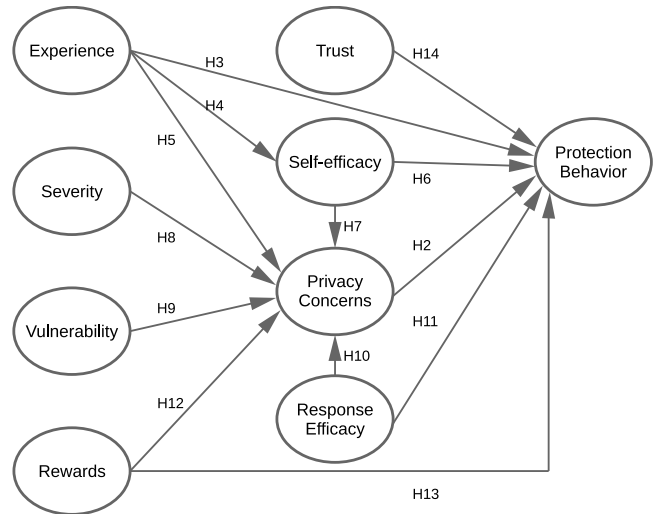 Experience
Trust
H3
H14
H4
H5
Self-efficacy
Protection
Behavior
H6
Severity
H7
H8
H2
Privacy
Concerns
Vulnerability
H9
H11
H10
H12
Response
Efficacy
Rewards
H13